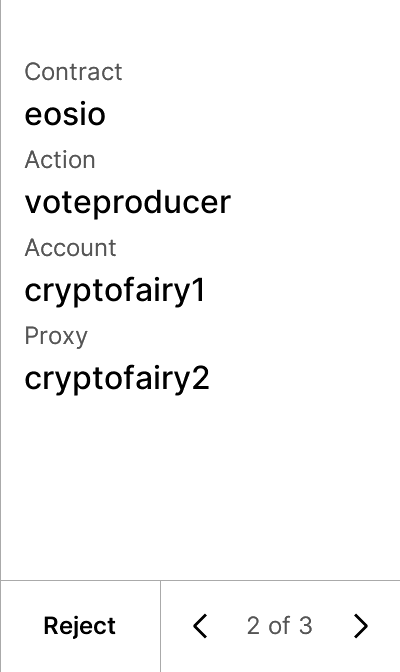 Contract
eosio
Action
voteproducer
Account
cryptofairy1
Proxy
cryptofairy2
Reject
2 of 3